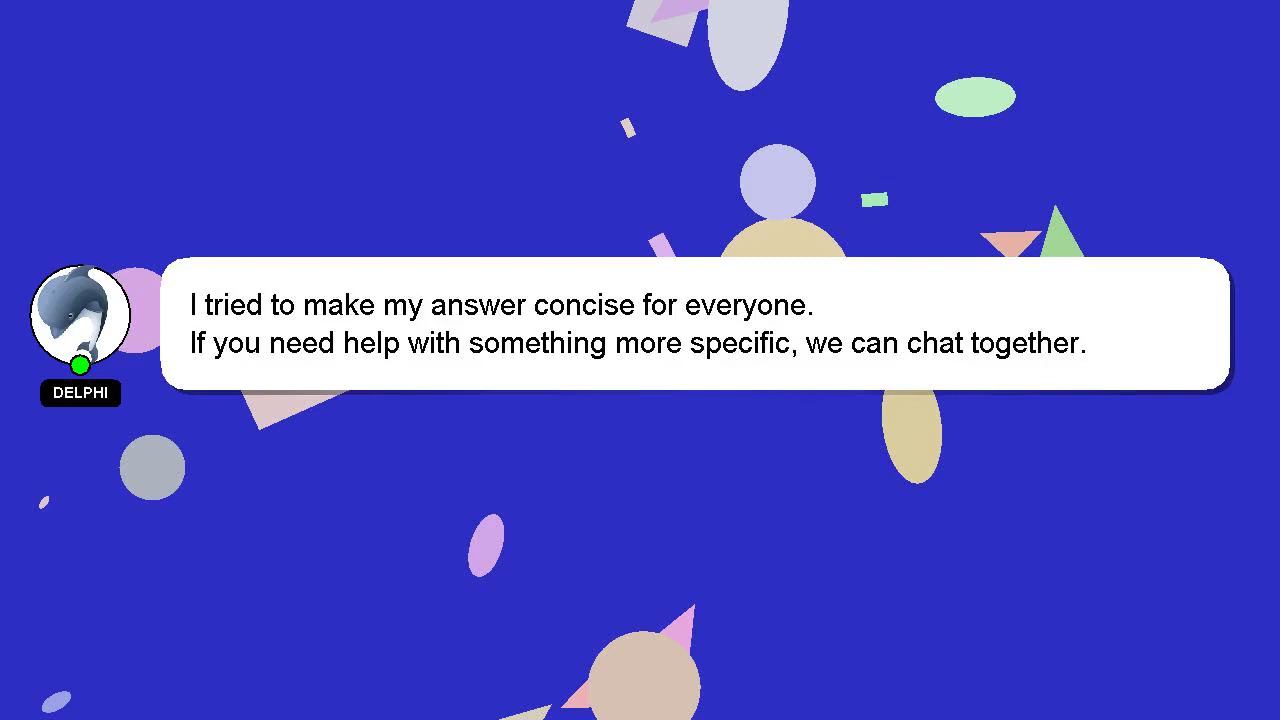 I tried to make my answer concise for everyone.
If you need help with something more specific, we can chat together.
DELPHI